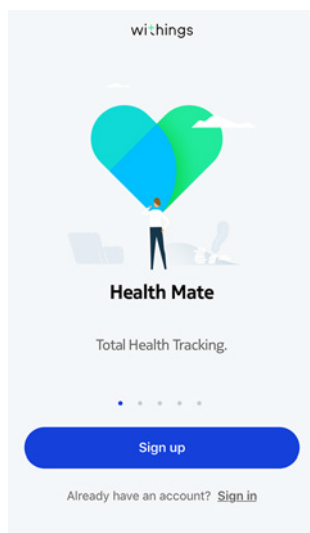 withings
Health Mate
Total Health Tracking.
Sign up
Already have an account? Sign in